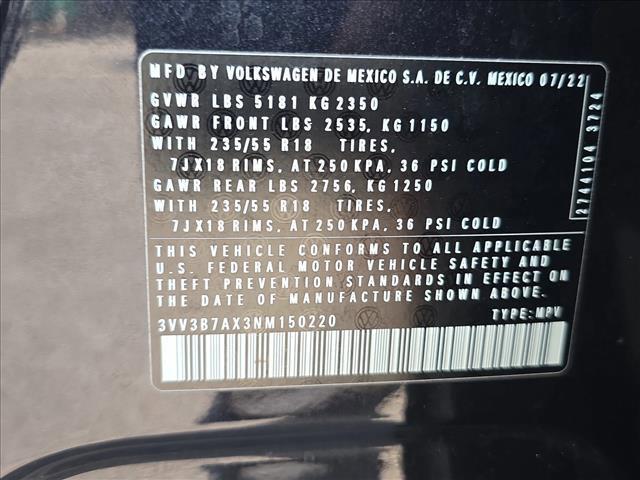 MFD BY VOLKSWAGEN DE MEXICO S.A. DE C.V. MEXICO 07/22
GVWR LBS 5181 KG 2350
GAWR FRONT LBS 2535, KG 1150
WITH 235/55 R18 TIRES,
7JX18 RIMS, AT 250 KPA, 36 PSI COLD
GAWR REAR LBS 2756, KG 1250
WITH 235/55 R18 TIRES,
7JX18 RIMS, AT 250 KPA, 36 PSI COLD
THIS VEHICLE CONFORMS TO ALL APPLICABLE
U.S. FEDERAL MOTOR VEHICLE SAFETY AND
THEFT PREVENTION STANDARDS IN EFFECT ON
THE DATE OF MANUFACTURE SHOWN ABOVE.
3VV3B7AX3NM150220 TYPE: MPV
2744104 3724